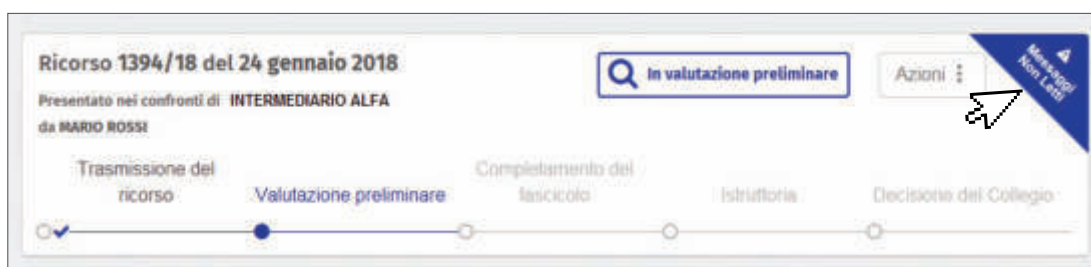 Ricorso 1394/18 del 24 gennaio 2018
In valutazione preliminare
Azioni
Messaggi
Non Letti
Presentato nei confronti di INTERMEDIARIO ALFA
da MARIO ROSSI
Trasmissione del
ricorso
Valutazione preliminare
Completamento del
fascicolo
Istruttoria
Decisione del Collegio